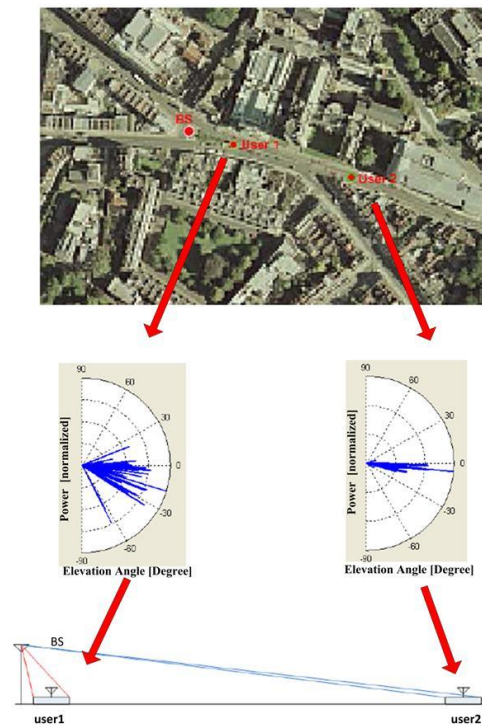 BS
User 1
User 2
90
60
30
0
-30
-60
-90
Power [normalized]
Elevation Angle [Degree]
90
60
30
0
-30
-60
-90
Power [normalized]
Elevation Angle [Degree]
BS
user1
user2